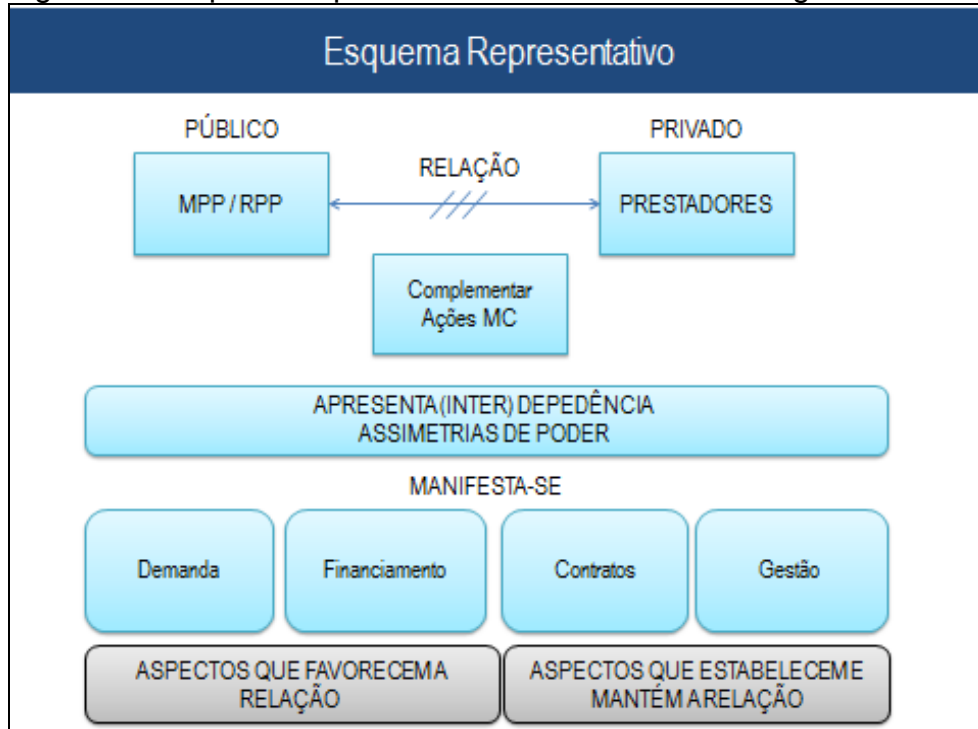 Esquema Representativo
PÚBLICO
PRIVADO
RELAÇÃO
MPP / RPP
PRESTADORES
Complementar
Ações MC
APRESENTA (INTER) DEPEDÊNCIA
ASSIMETRIAS DE PODER
MANIFESTA-SE
Demanda
Financiamento
Contratos
Gestão
ASPECTOS QUE FAVORECEM A
RELAÇÃO
ASPECTOS QUE ESTABELECEM E
MANTÉM A RELAÇÃO